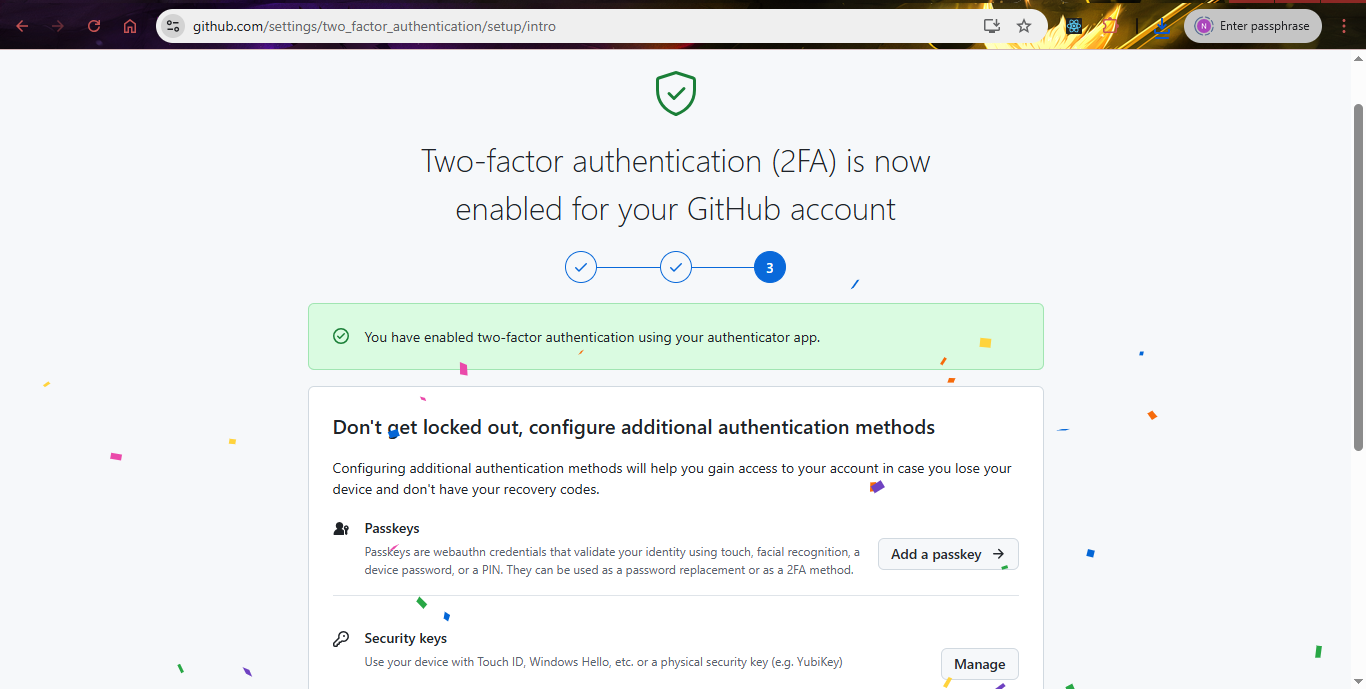 github.com/settings/two_factor_authentication/setup/intro
N Enter passphrase
Two-factor authentication (2FA) is now
enabled for your GitHub account
3
You have enabled two-factor authentication using your authenticator app.
Don't get locked out, configure additional authentication methods
Configuring additional authentication methods will help you gain access to your account in case you lose your
device and don't have your recovery codes.
Passkeys
Passkeys are webauthn credentials that validate your identity using touch, facial recognition, a
device password, or a PIN. They can be used as a password replacement or as a 2FA method.
Add a passkey
Security keys
Use your device with Touch ID, Windows Hello, etc. or a physical security key (e.g. YubiKey)
Manage